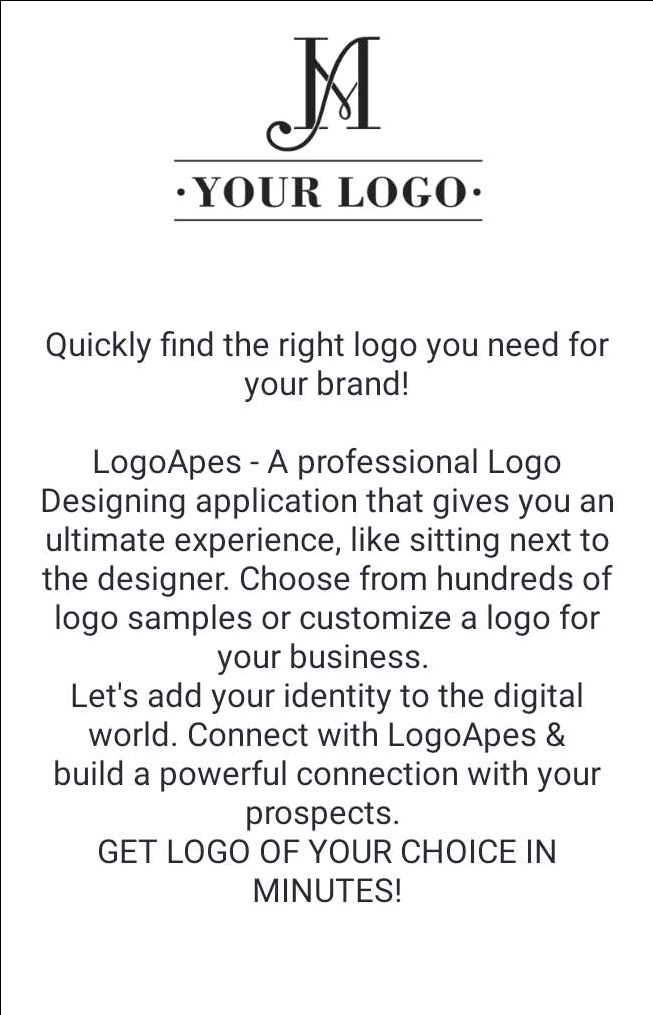 ·YOUR LOGO·
Quickly find the right logo you need for
your brand!
LogoApes - A professional Logo
Designing application that gives you an
ultimate experience, like sitting next to
the designer. Choose from hundreds of
logo samples or customize a logo for
your business.
Let's add your identity to the digital
world. Connect with LogoApes &
build a powerful connection with your
prospects.
GET LOGO OF YOUR CHOICE IN
MINUTES!